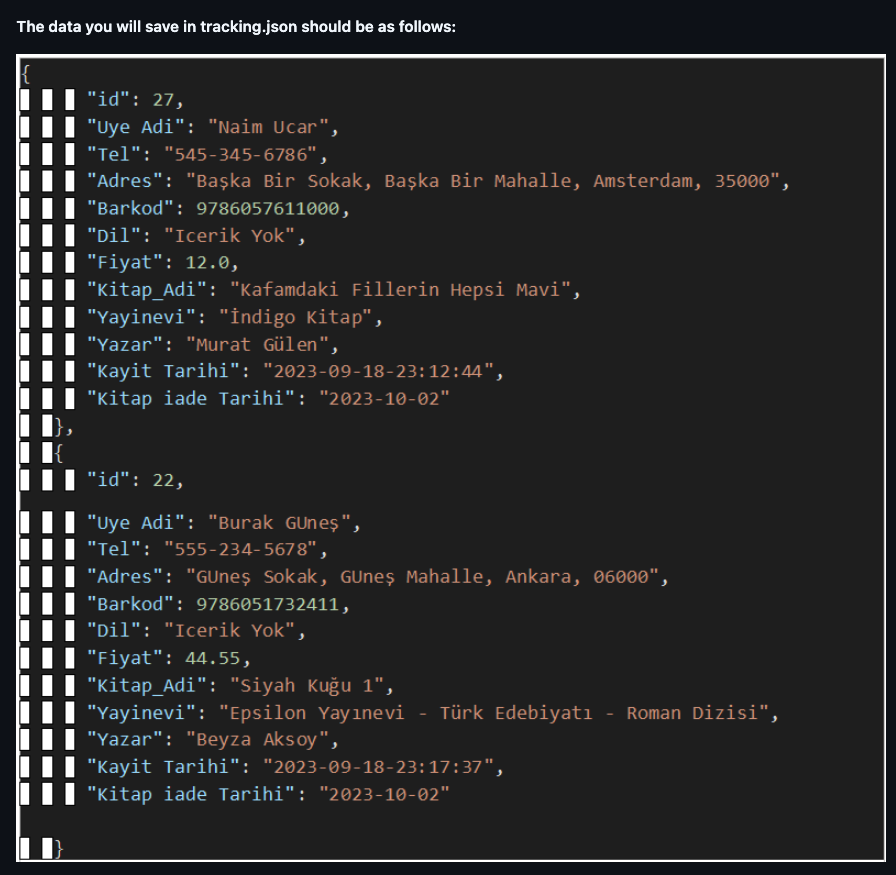 The data you will save in tracking.json should be as follows:
{
"id": 27,
"Uye Adi": "Naim Ucar",
"Tel": "545-345-6786",
"Adres": "Başka Bir Sokak, Başka Bir Mahalle, Amsterdam, 35000",
"Barkod": 9786057611000,
"Dil": "Icerik Yok",
"Fiyat": 12.0,
"Kitap_Adi": "Kafamdaki Fillerin Hepsi Mavi",
"Yayinevi": "İndigo Kitap",
"Yazar": "Murat Gülen",
"Kayit Tarihi": "2023-09-18-23:12:44",
"Kitap iade Tarihi": "2023-10-02"
},
{
"id": 22,
"Uye Adi": "Burak GUneş",
"Tel": "555-234-5678",
"Adres": "GUneş Sokak, GUneş Mahalle, Ankara, 06000",
"Barkod": 9786051732411,
"Dil": "Icerik Yok",
"Fiyat": 44.55,
"Kitap_Adi": "Siyah Kuğu 1",
"Yayinevi": "Epsilon Yayınevi - Türk Edebiyatı - Roman Dizisi",
"Yazar": "Beyza Aksoy",
"Kayit Tarihi": "2023-09-18-23:17:37",
"Kitap iade Tarihi": "2023-10-02"
}